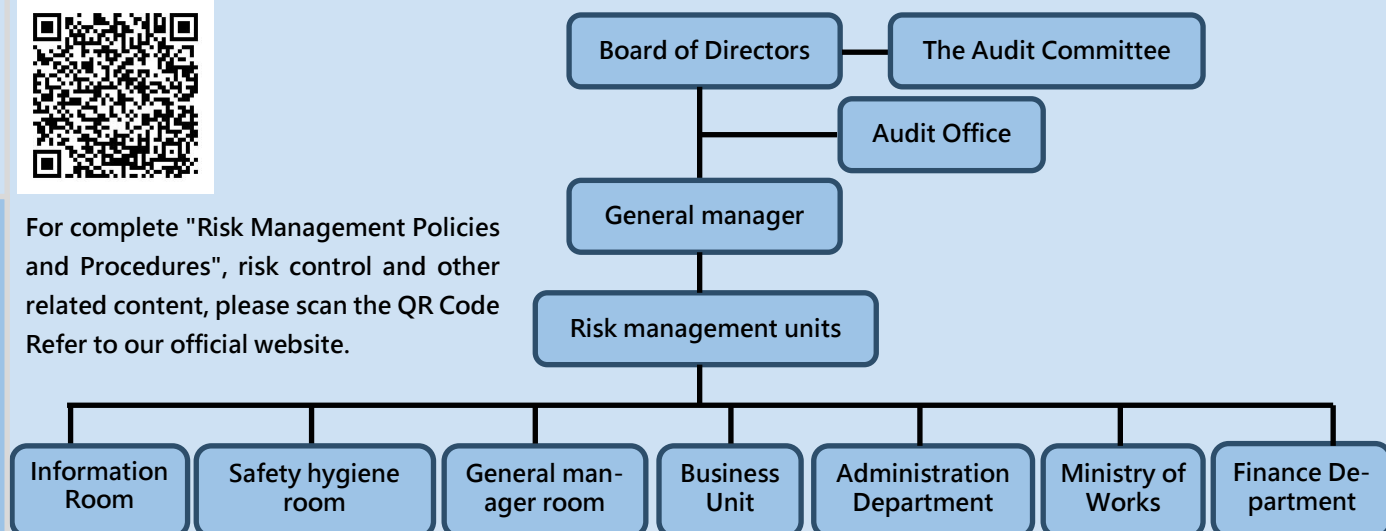 Board of Directors
The Audit Committee
Audit Office
General manager
For complete "Risk Management Policies
and Procedures", risk control and other
related content, please scan the QR Code
Refer to our official website.
Risk management units
Information
Room
Safety hygiene
room
General man-
ager room
Business
Unit
Administration
Department
Ministry of
Works
Finance De-
partment